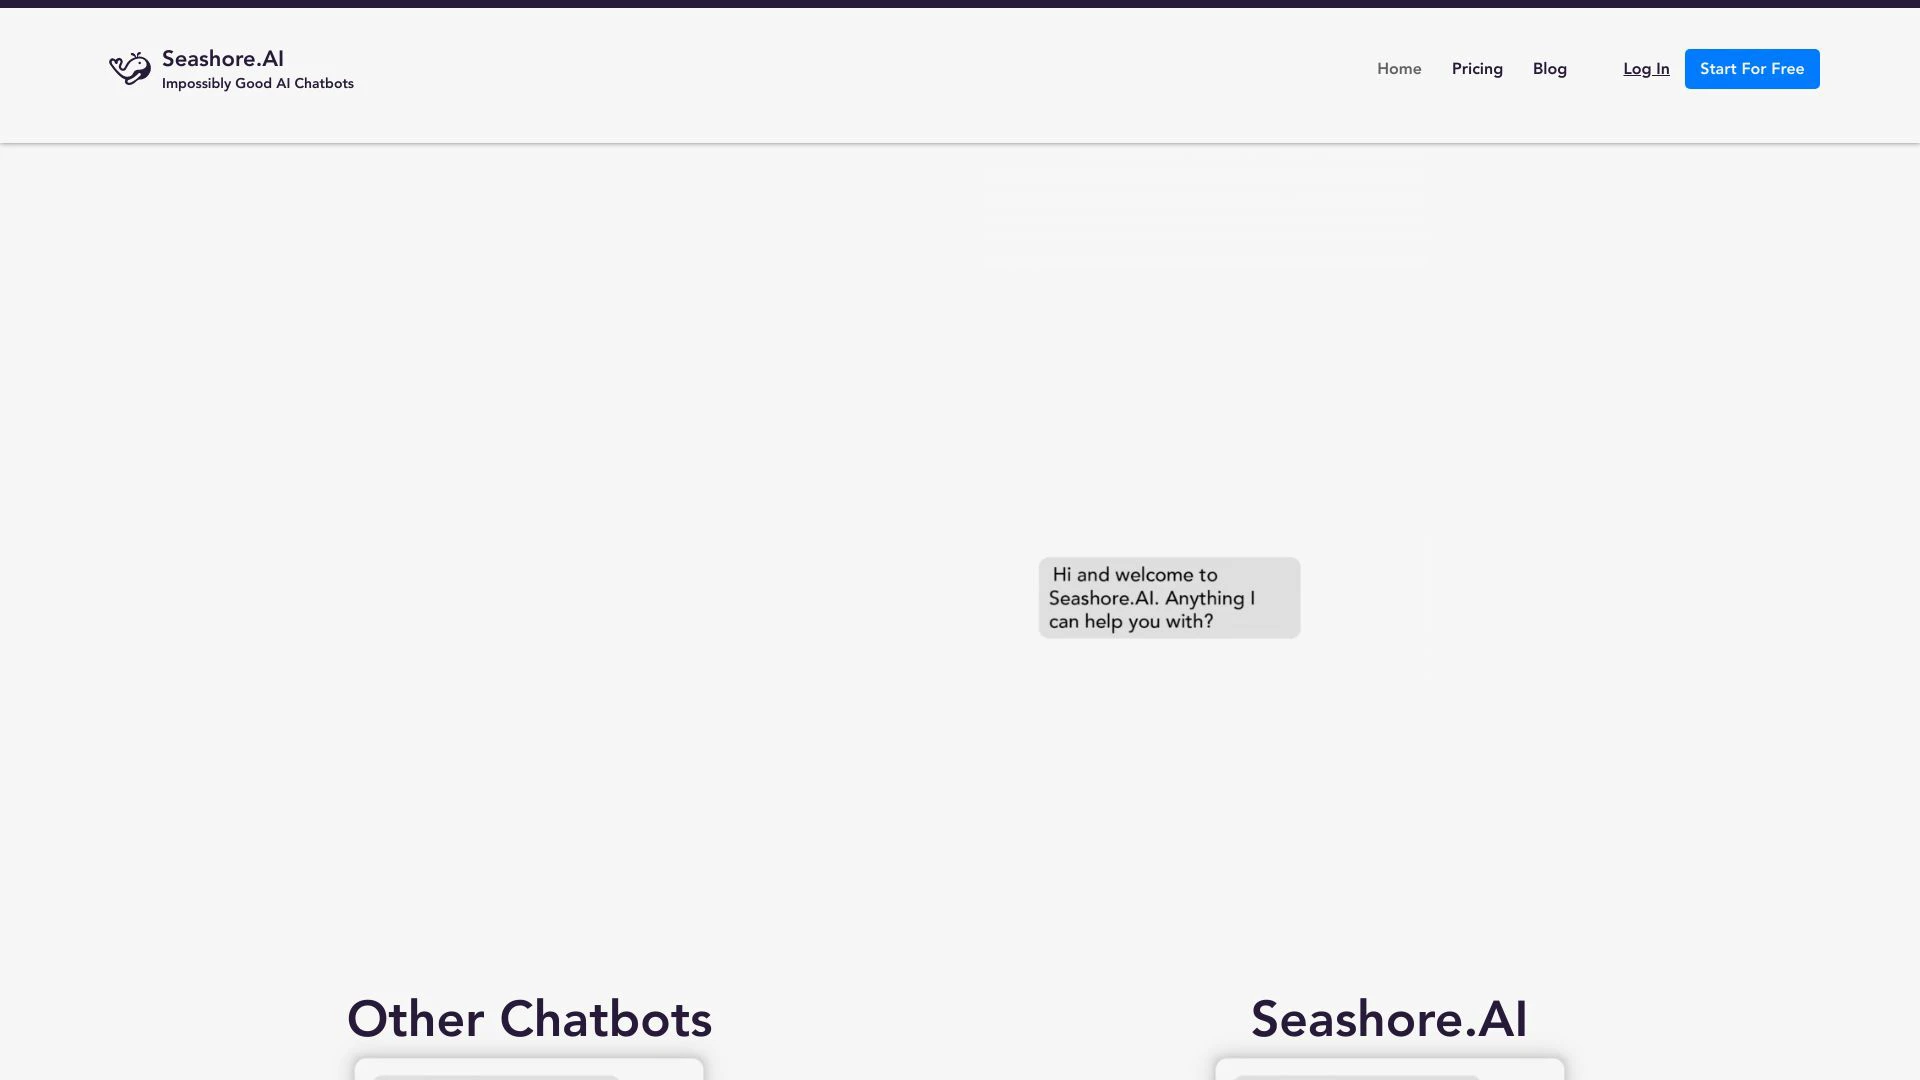 Seashore.AI
Impossibly Good AI Chatbots
Home
Pricing
Blog
Log In
Start For Free
Hi and welcome to
Seashore.AI. Anything I
can help you with?
Other Chatbots
Seashore.AI